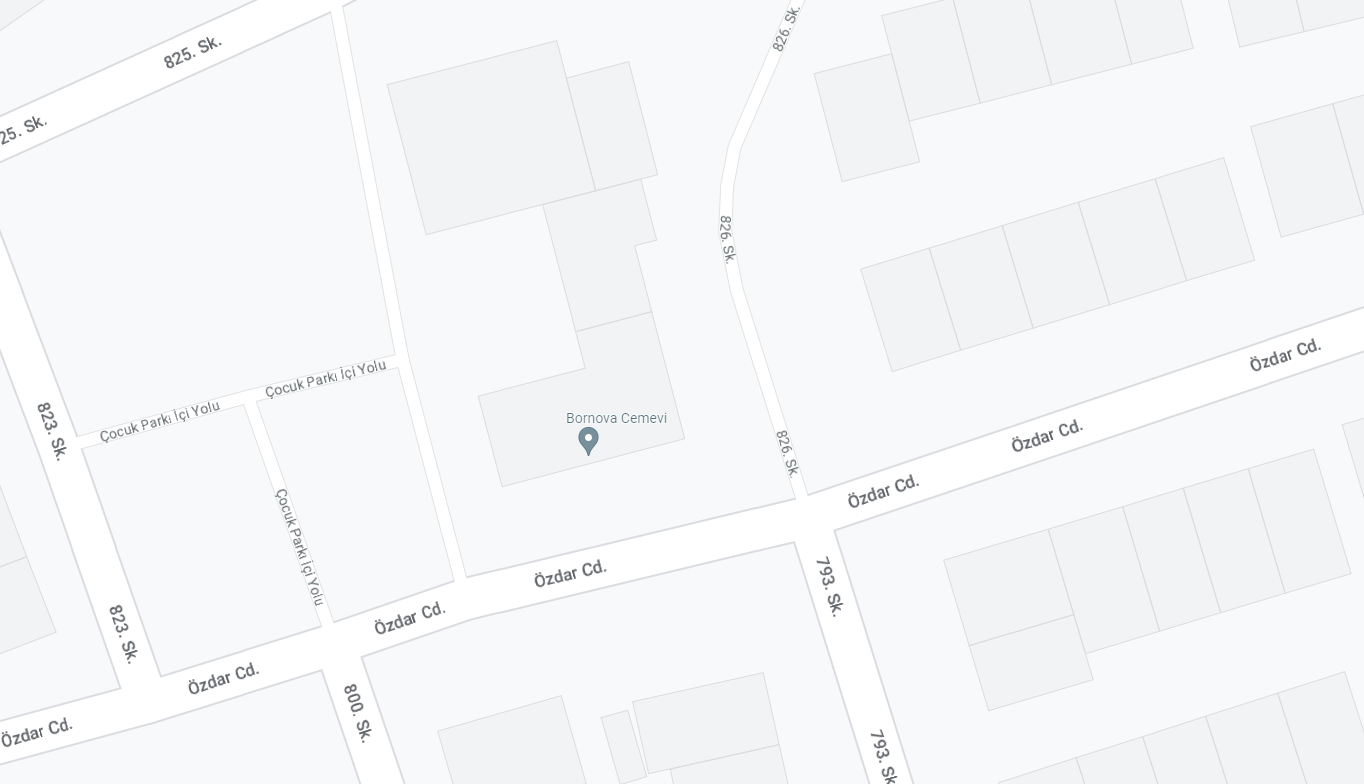 826. Sk.
825. Sk.
25. Sk.
826. Sk.
Özdar Cd.
Çocuk Parkı İçi Yolu
Çocuk Parkı İçi Yolu
823. Sk.
Bornova Cemevi
Özdar Cd.
826. Sk.
Özdar Cd.
Çocuk Parkı İçi Yolu
Özdar Cd.
793. Sk.
Özdar Cd.
823. Sk.
Özdar Cd.
800. Sk.
Özdar Cd.
793. Sk